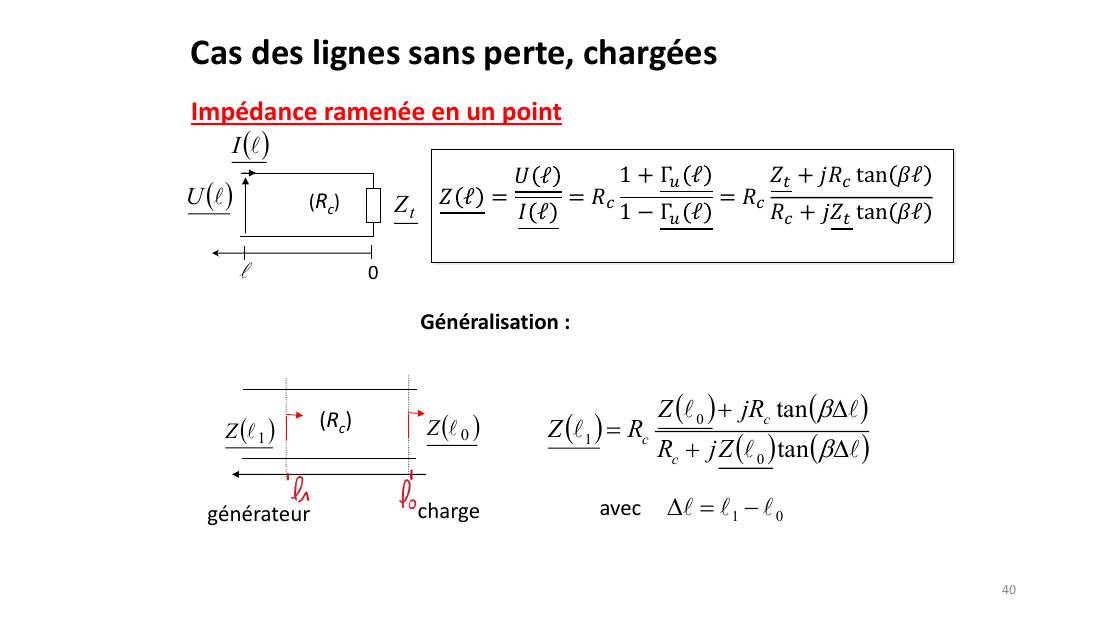 Cas des lignes sans perte, chargées
Impédance ramenée en un point
I(ℓ)
U(ℓ)
(Rc)
Zt
ℓ
0
Z(ℓ) = U(ℓ)/I(ℓ) = Rc (1 + Γu(ℓ))/(1 − Γu(ℓ)) = Rc (Zt + jRc tan(βℓ))/(Rc + jZt tan(βℓ))
Généralisation :
Z(ℓ1)
(Rc)
Z(ℓ0)
ℓ1
ℓ0
générateur
charge
Z(ℓ1) = Rc (Z(ℓ0) + jRc tan(βΔℓ))/(Rc + jZ(ℓ0)tan(βΔℓ))
avec Δℓ = ℓ1 − ℓ0
40